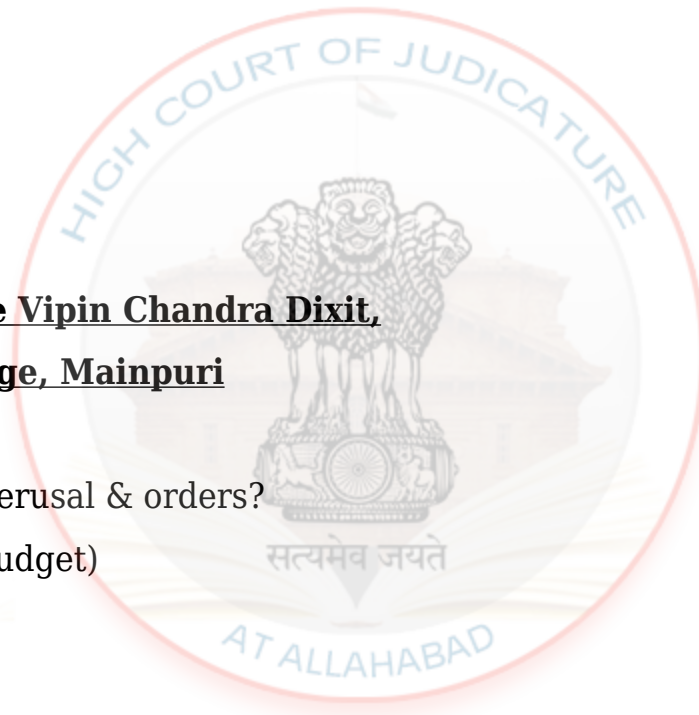 HIGH COURT OF JUDICATURE
e Vipin Chandra Dixit,
ge, Mainpuri
erusal & orders?
udget)
सत्यमेव जयते
AT ALLAHABAD